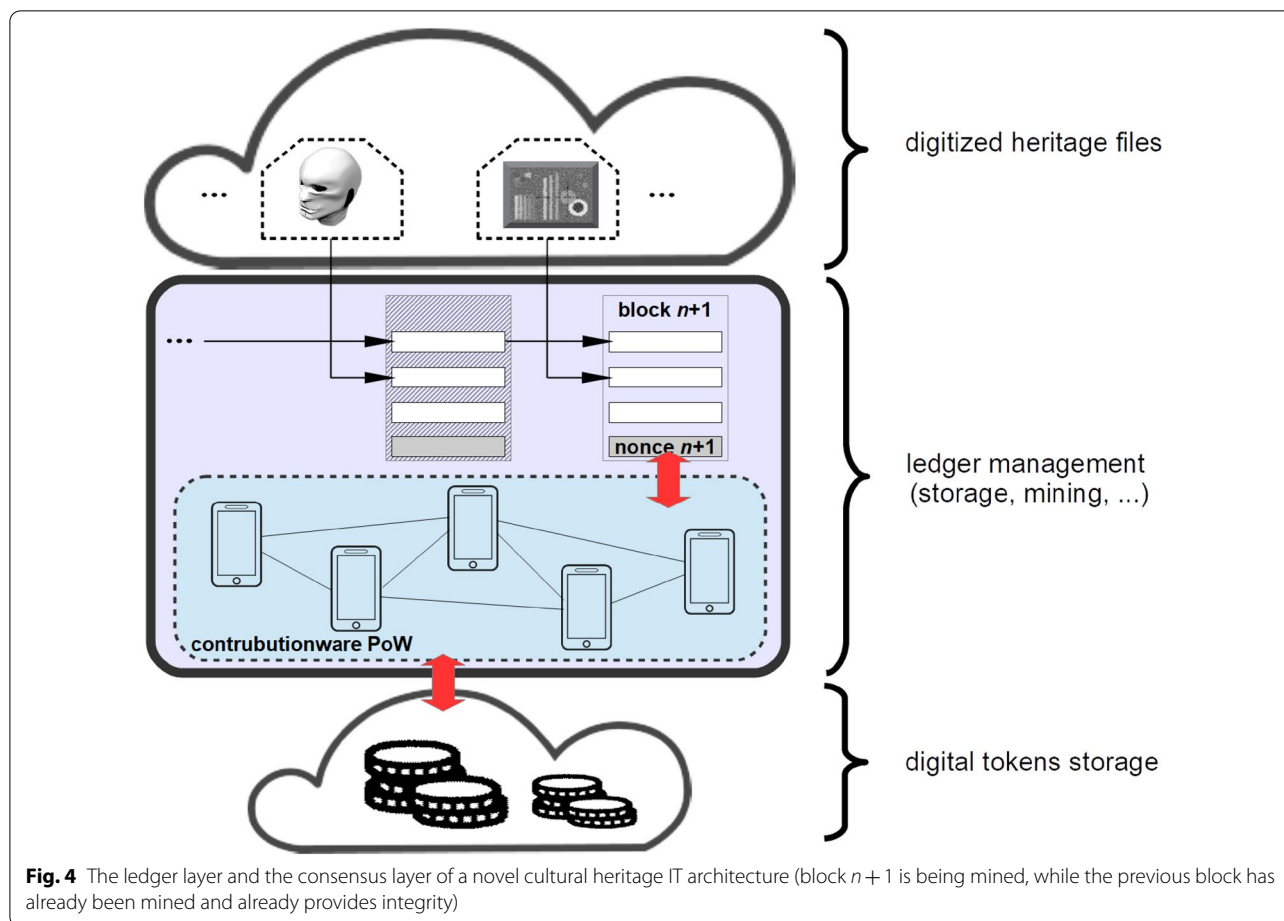 digitized heritage files
...
...
block n+1
...
nonce n+1
ledger management
(storage, mining, ...)
contrubutionware PoW
digital tokens storage
Fig. 4 The ledger layer and the consensus layer of a novel cultural heritage IT architecture (block n + 1 is being mined, while the previous block has
already been mined and already provides integrity)